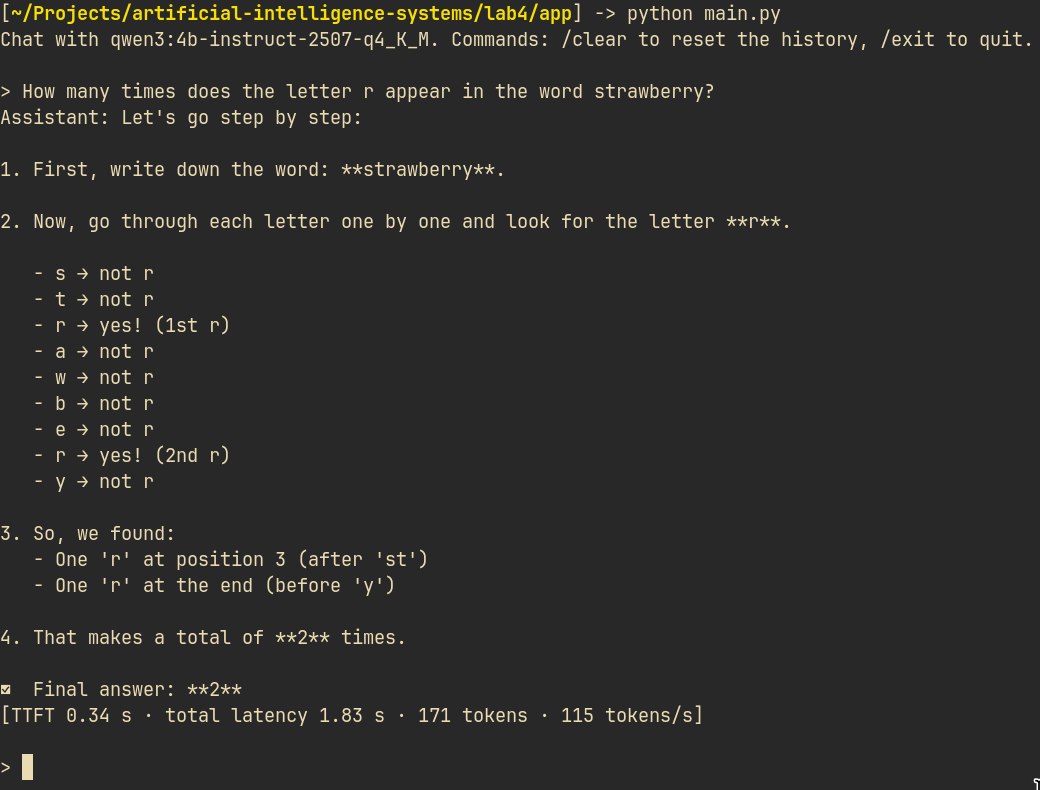 [~/Projects/artificial-intelligence-systems/lab4/app] -> python main.py
Chat with qwen3:4b-instruct-2507-q4_K_M. Commands: /clear to reset the history, /exit to quit.
> How many times does the letter r appear in the word strawberry?
Assistant: Let's go step by step:
1. First, write down the word: **strawberry**.
2. Now, go through each letter one by one and look for the letter **r**.
- s → not r
- t → not r
- r → yes! (1st r)
- a → not r
- w → not r
- b → not r
- e → not r
- r → yes! (2nd r)
- y → not r
3. So, we found:
- One 'r' at position 3 (after 'st')
- One 'r' at the end (before 'y')
4. That makes a total of **2** times.
✅ Final answer: **2**
[TTFT 0.34 s · total latency 1.83 s · 171 tokens · 115 tokens/s]
>